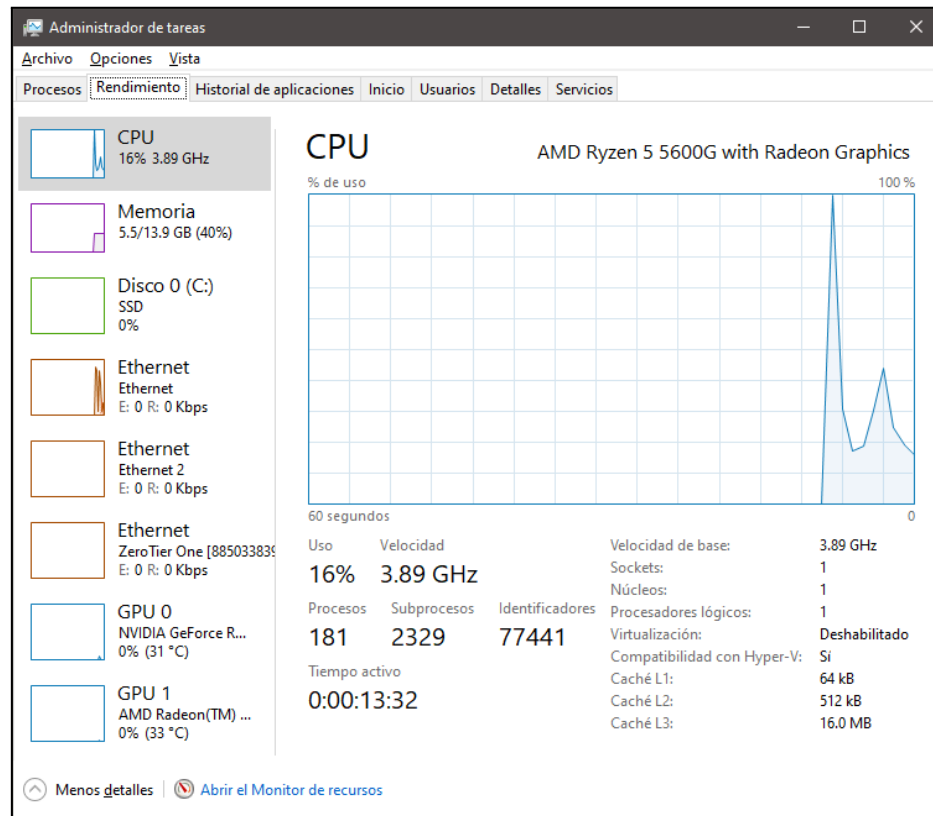 Administrador de tareas
Archivo Opciones Vista
Procesos Rendimiento Historial de aplicaciones Inicio Usuarios Detalles Servicios
CPU
16% 3.89 GHz
Memoria
5.5/13.9 GB (40%)
Disco 0 (C:)
SSD
0%
Ethernet
Ethernet
E: 0 R: 0 Kbps
Ethernet
Ethernet 2
E: 0 R: 0 Kbps
Ethernet
ZeroTier One [885033839
E: 0 R: 0 Kbps
GPU 0
NVIDIA GeForce R...
0% (31 °C)
GPU 1
AMD Radeon(TM) ...
0% (33 °C)
CPU AMD Ryzen 5 5600G with Radeon Graphics
% de uso 100 %
60 segundos 0
Uso Velocidad
16% 3.89 GHz
Procesos Subprocesos Identificadores
181 2329 77441
Tiempo activo
0:00:13:32
Velocidad de base: 3.89 GHz
Sockets: 1
Núcleos: 1
Procesadores lógicos: 1
Virtualización: Deshabilitado
Compatibilidad con Hyper-V: Sí
Caché L1: 64 kB
Caché L2: 512 kB
Caché L3: 16.0 MB
Menos detalles Abrir el Monitor de recursos